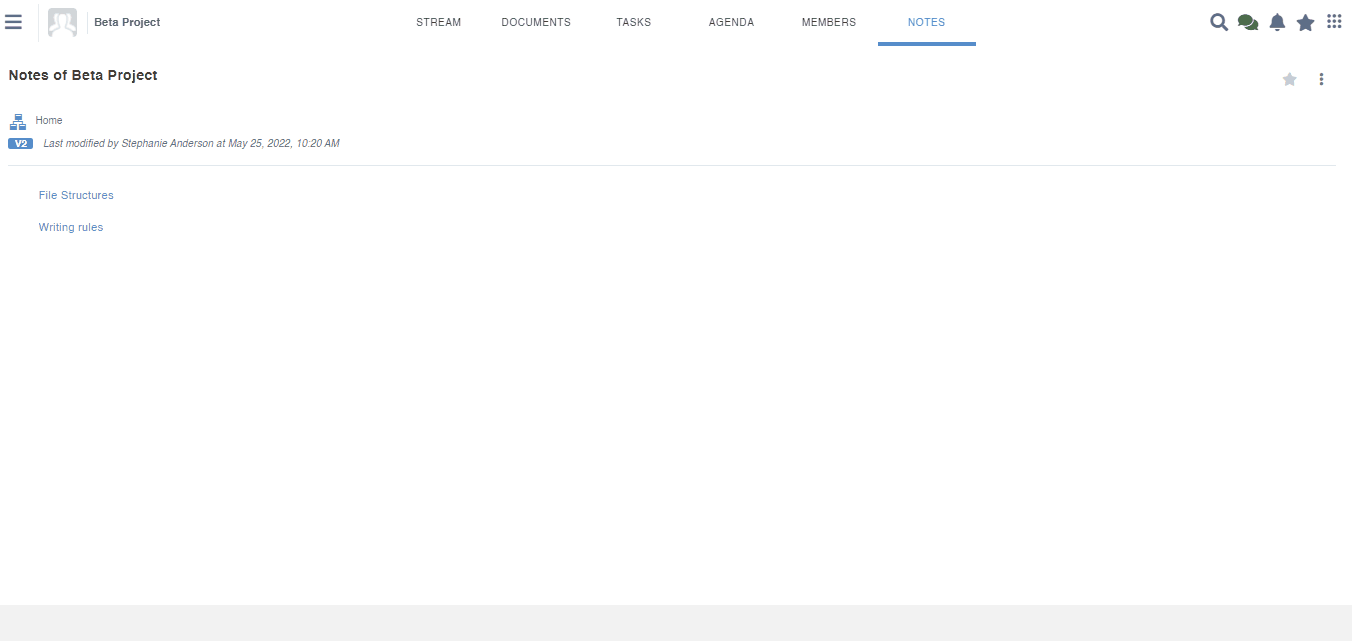 Beta Project
STREAM DOCUMENTS TASKS AGENDA MEMBERS NOTES
Notes of Beta Project
Home
V2 Last modified by Stephanie Anderson at May 25, 2022, 10:20 AM
File Structures
Writing rules